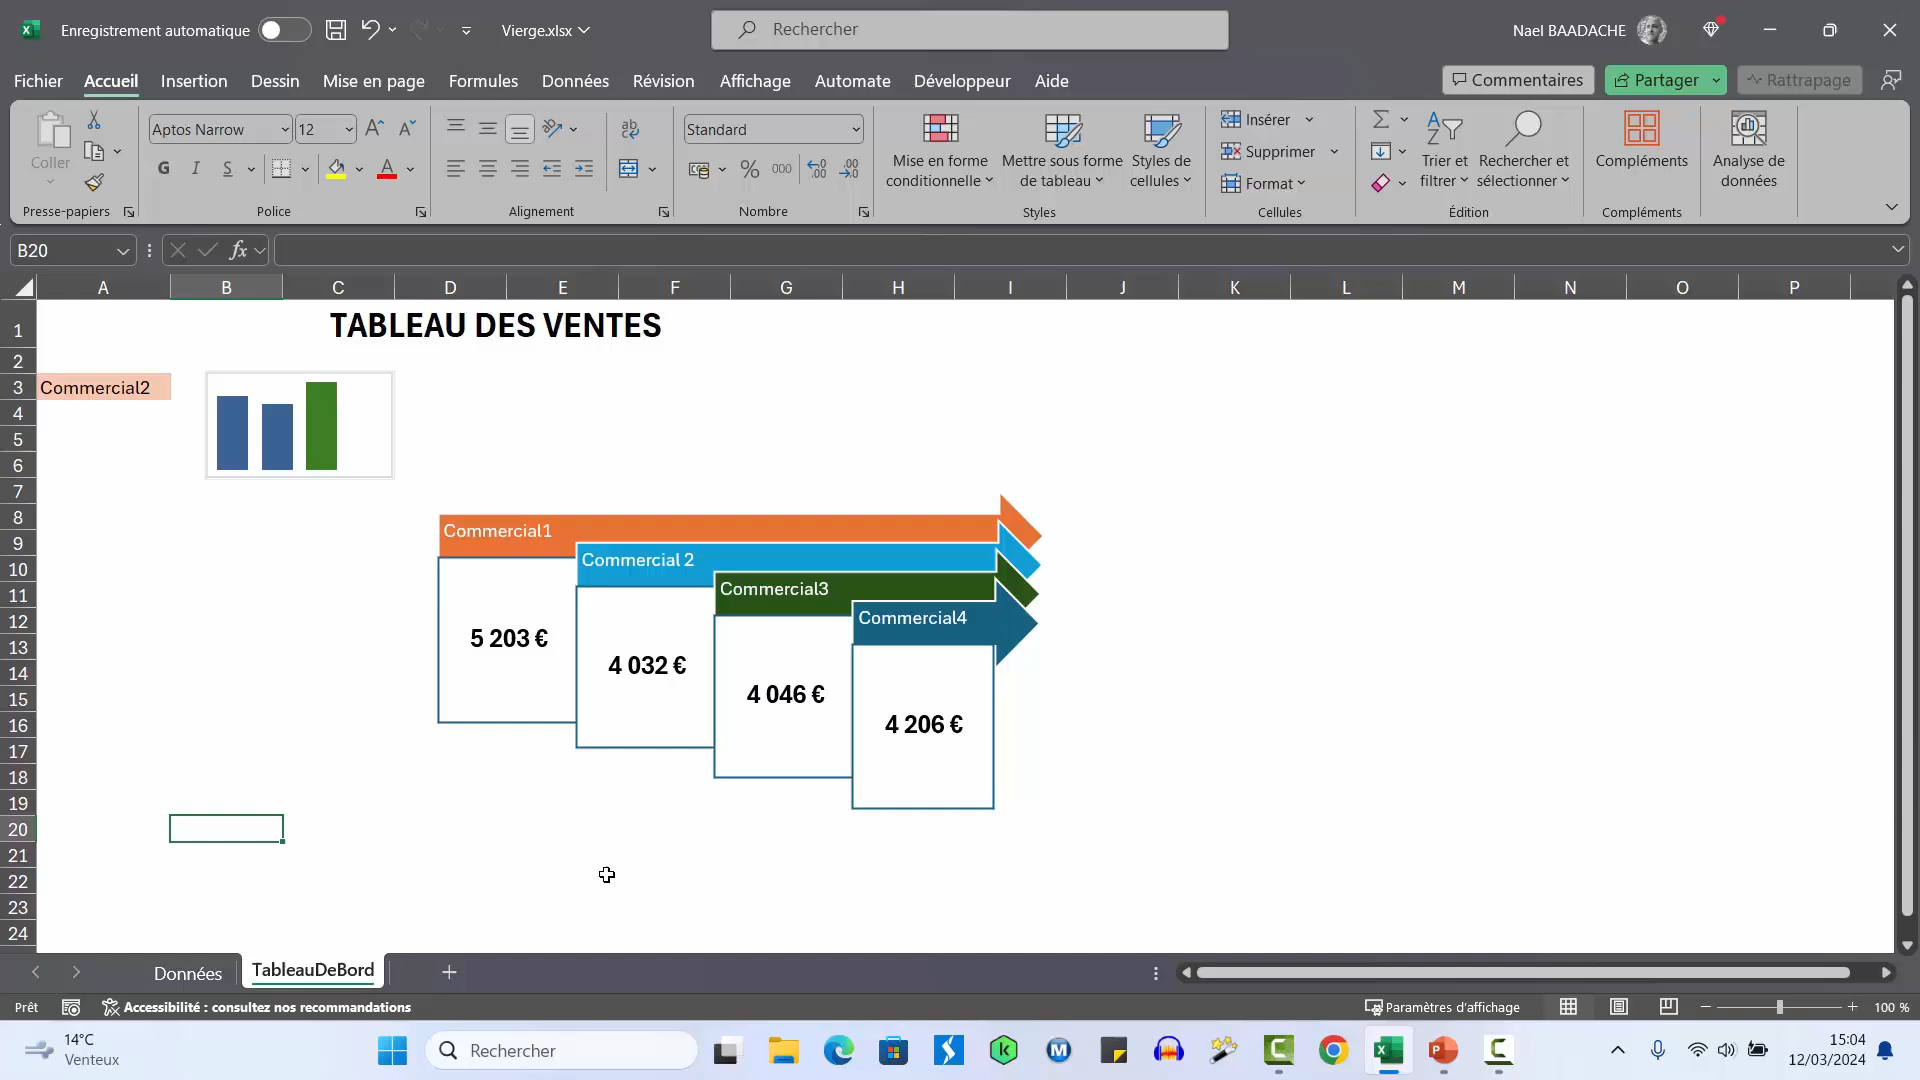 Enregistrement automatique
Vierge.xlsx
Rechercher
Nael BAADACHE
Fichier Accueil Insertion Dessin Mise en page Formules Données Révision Affichage Automate Développeur Aide
Commentaires Partager Rattrapage
Coller
Aptos Narrow 12
G I S
ab
Standard
% 000
Mise en forme conditionnelle
Mettre sous forme de tableau
Styles de cellules
Insérer
Supprimer
Format
Trier et filtrer
Rechercher et sélectionner
Compléments
Analyse de données
Presse-papiers Police Alignement Nombre Styles Cellules Édition Compléments
B20 fx
A B C D E F G H I J K L M N O P
1 TABLEAU DES VENTES
2
3 Commercial2
4
5
6
7
8 Commercial1
9 Commercial 2
10
11 Commercial3
12 Commercial4
13 5 203 €
14 4 032 €
15 4 046 €
16 4 206 €
17
18
19
20
21
22
23
24
Données TableauDeBord
Prêt
Accessibilité : consultez nos recommandations
Paramètres d'affichage
100 %
14°C
Venteux
Rechercher
15:04
12/03/2024